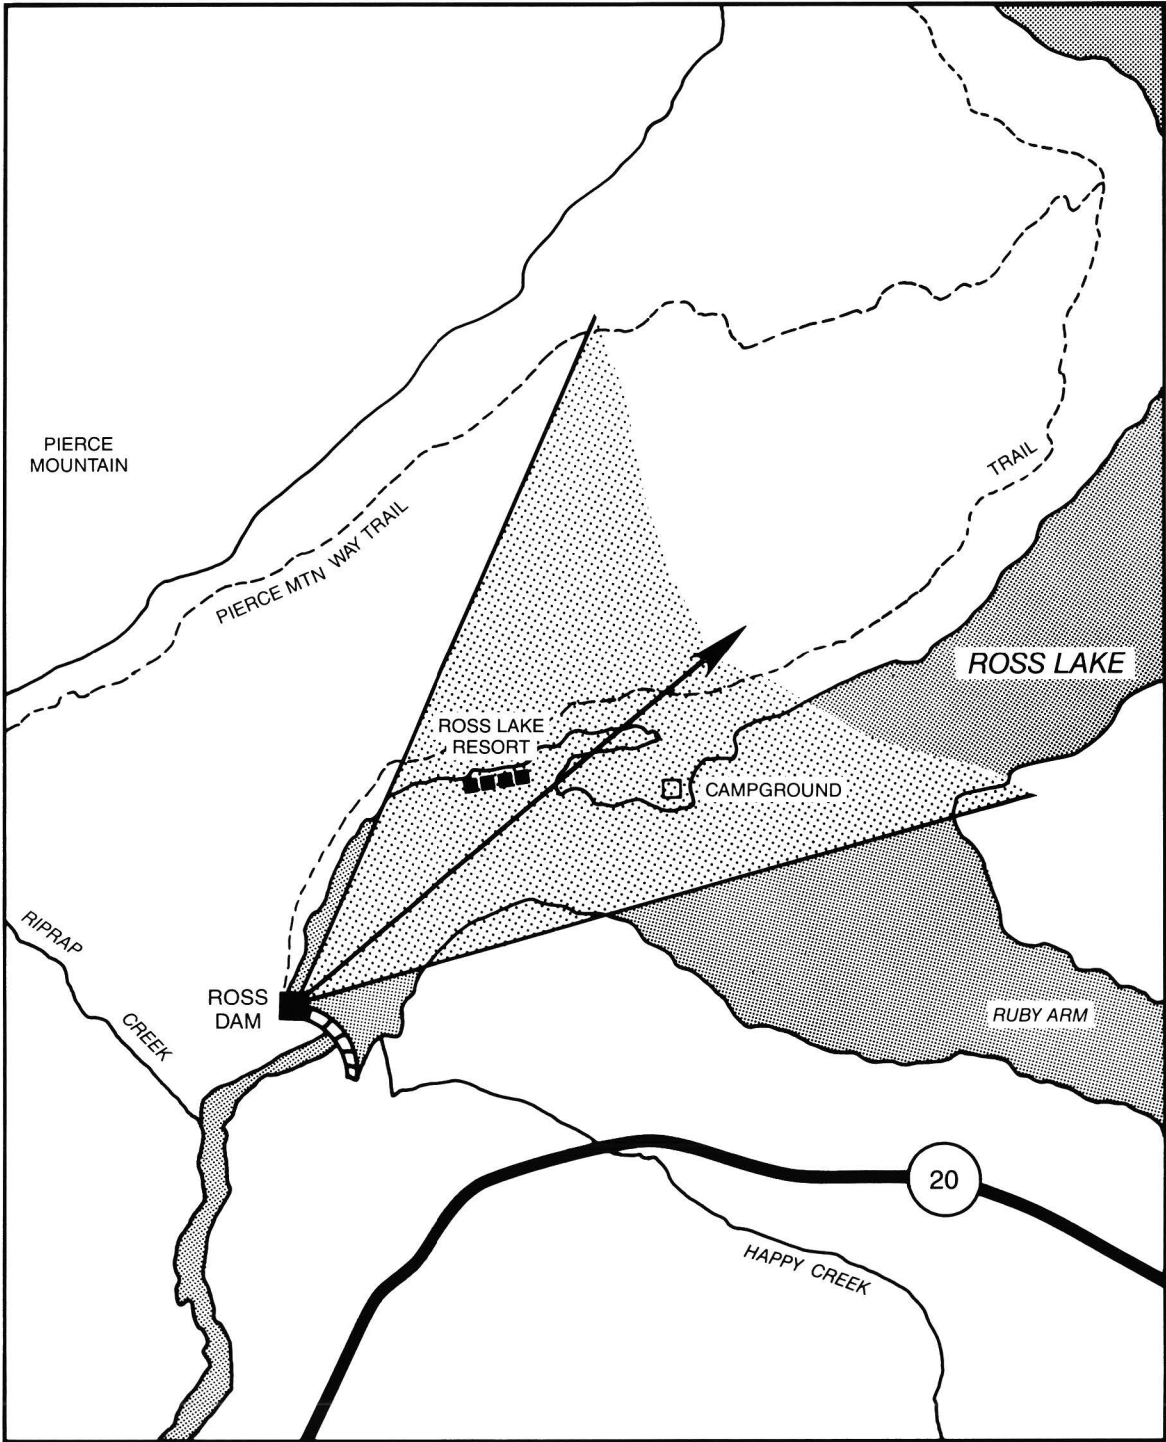 PIERCE
MOUNTAIN
PIERCE MTN WAY TRAIL
TRAIL
ROSS LAKE
ROSS LAKE
RESORT
CAMPGROUND
RIPRAP
CREEK
ROSS
DAM
RUBY ARM
20
HAPPY CREEK